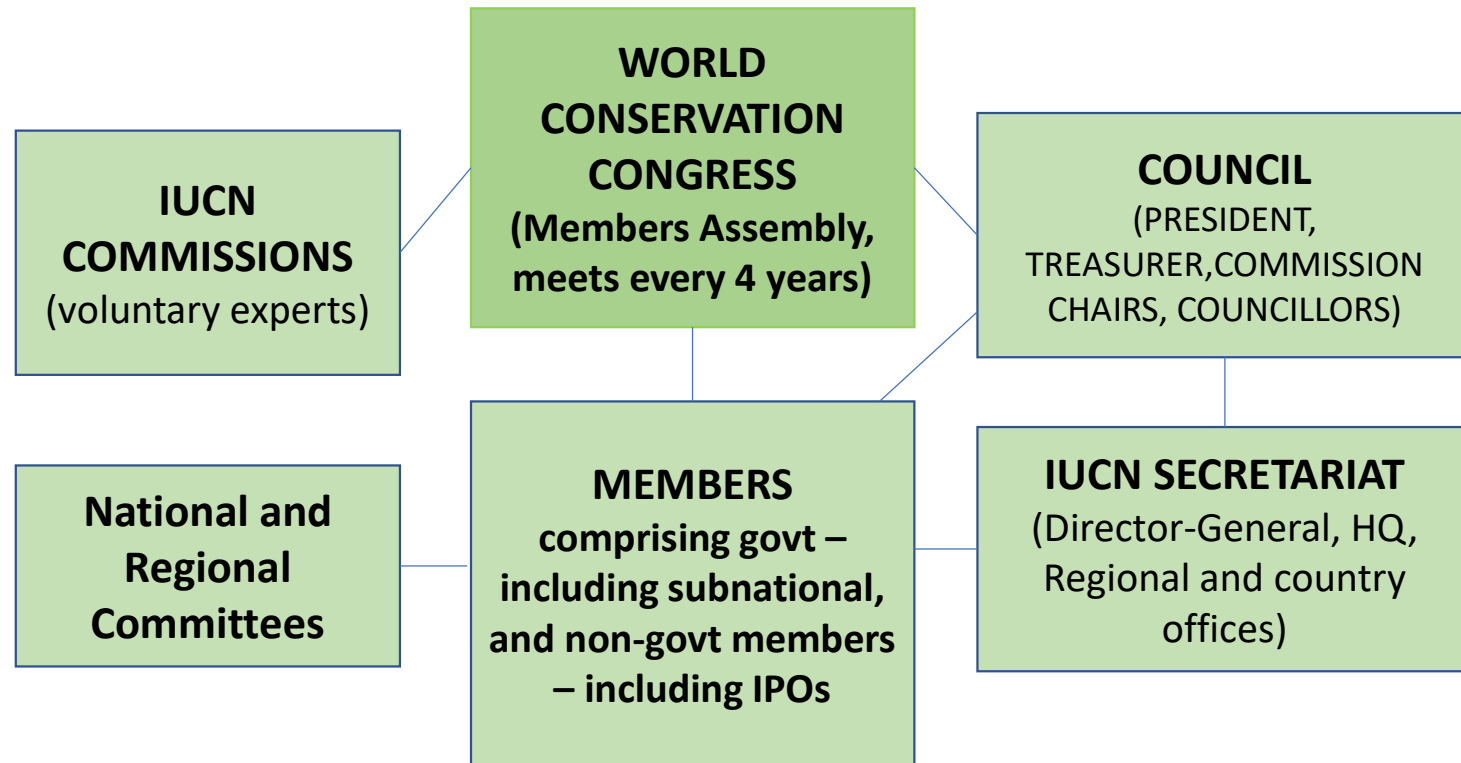 WORLD
CONSERVATION
CONGRESS
(Members Assembly,
meets every 4 years)
IUCN
COMMISSIONS
(voluntary experts)
COUNCIL
(PRESIDENT,
TREASURER,COMMISSION
CHAIRS, COUNCILLORS)
National and
Regional
Committees
MEMBERS
comprising govt –
including subnational,
and non-govt members
– including IPOs
IUCN SECRETARIAT
(Director-General, HQ,
Regional and country
offices)